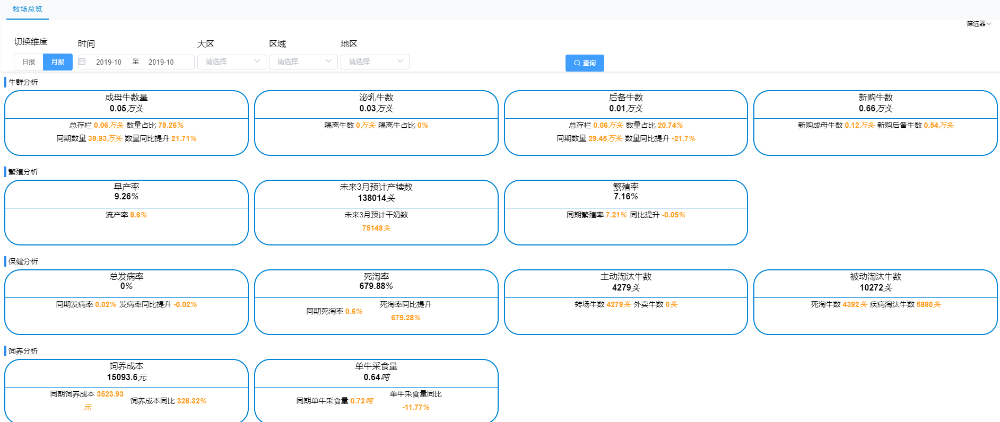 牧场总览
筛选器
切换维度
时间
大区
区域
地区
日报
月报
2019-10 至 2019-10
请选择
请选择
请选择
查询
牛群分析
成母牛数量
0.05万头
总存栏 0.06万头 数量占比 79.26%
同期数量 39.93万头 数量同比提升 21.71%
泌乳牛数
0.03万头
隔离牛数 0万头 隔离牛占比 0%
后备牛数
0.01万头
总存栏 0.06万头 数量占比 20.74%
同期数量 29.45万头 数量同比提升 -21.7%
新购牛数
0.66万头
新购成母牛数 0.12万头 新购后备牛数 0.54万头
繁殖分析
早产率
9.26%
流产率 8.6%
未来3月预计产犊数
138014头
未来3月预计干奶数
75149头
繁殖率
7.16%
同期繁殖率 7.21% 同比提升 -0.05%
保健分析
总发病率
0%
同期发病率 0.02% 发病率同比提升 -0.02%
死淘率
679.88%
同期死淘率 0.6%
死淘率同比提升
679.28%
主动淘汰牛数
4279头
转场牛数 4279头 外卖牛数 0头
被动淘汰牛数
10272头
死淘牛数 4392头 疾病淘汰牛数 5880头
饲养分析
饲养成本
15093.6元
同期饲养成本 3523.93
元
饲养成本同比 328.32%
单牛采食量
0.64吨
同期单牛采食量 0.72吨
单牛采食量同比
-11.77%